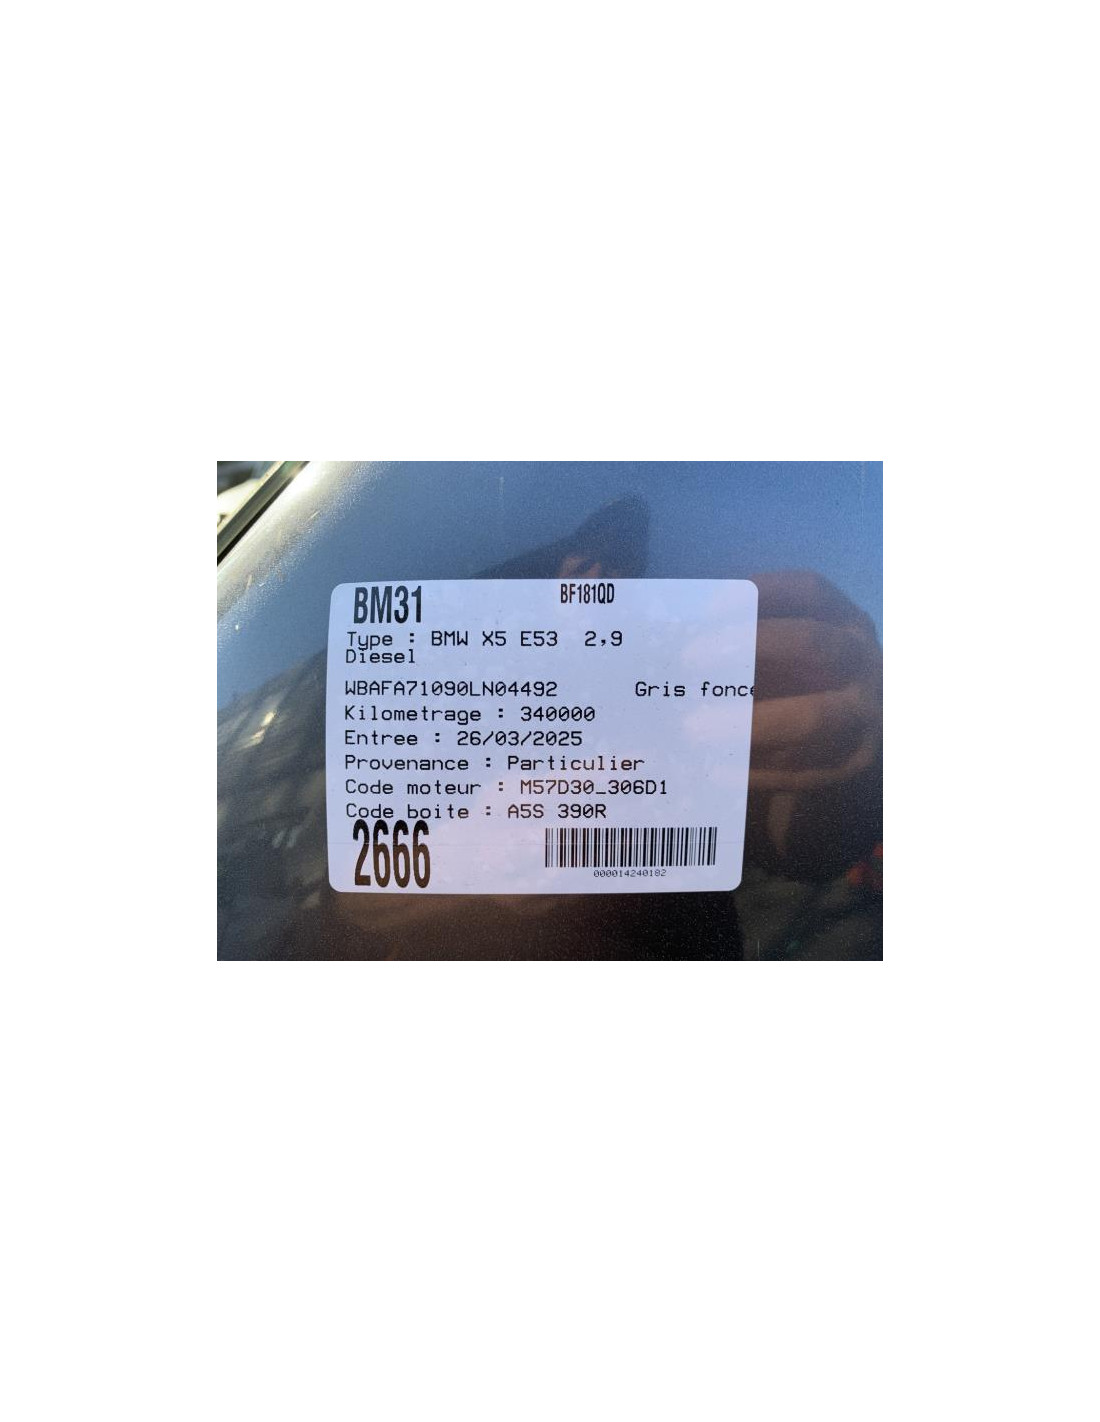 BM31 BF181QD
Type : BMW X5 E53 2,9
Diesel
WBAFA71090LN04492 Gris fonce
Kilometrage : 340000
Entree : 26/03/2025
Provenance : Particulier
Code moteur : M57D30_306D1
Code boite : A5S 390R
2666
000014240182